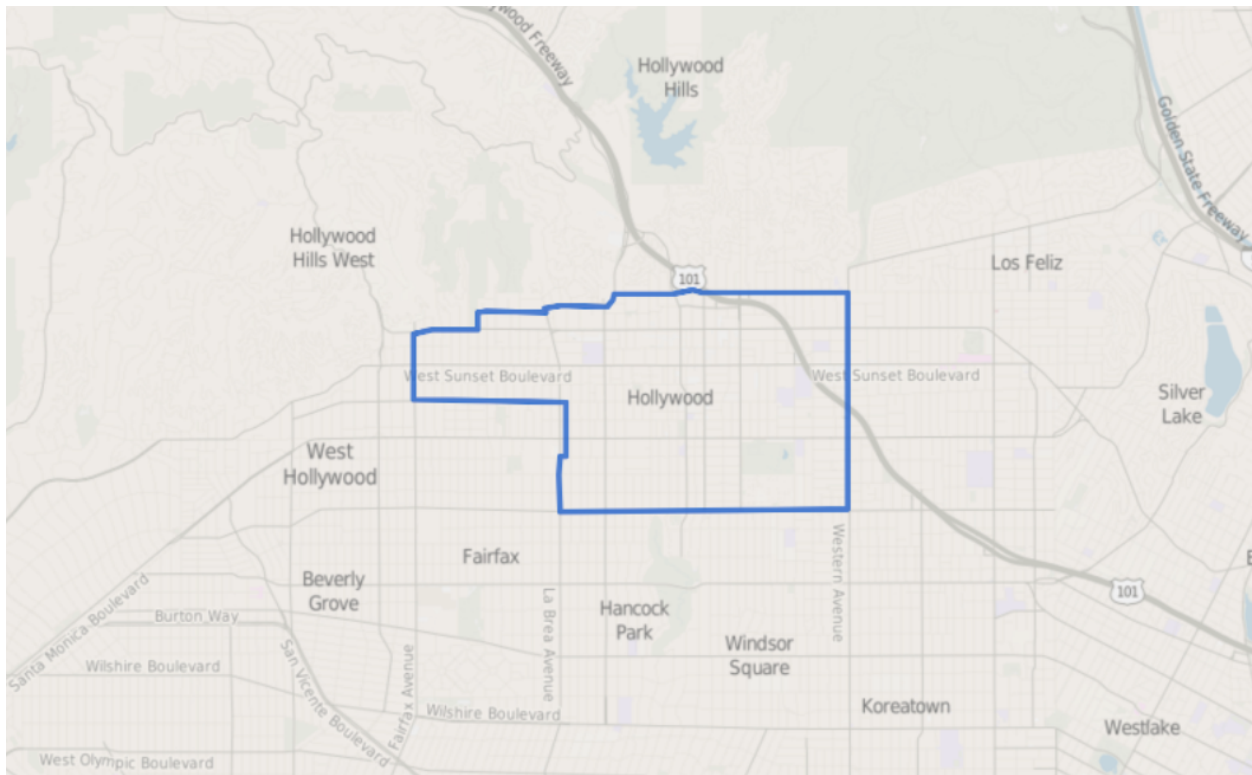 ywood Freeway
Hollywood
Hills
Golden State Freeway
Hollywood
Hills West
Los Feliz
101
West Sunset Boulevard
West Sunset Boulevard
Hollywood
Silver
Lake
West
Hollywood
Fairfax
Western Avenue
Beverly
Grove
La Brea Avenue
Hancock
Park
101
Burton Way
Santa Monica Boulevard
Windsor
Square
Wilshire Boulevard
San Vicente Boulevard
Fairfax Avenue
Wilshire Boulevard
Koreatown
Westlake
West Olympic Boulevard